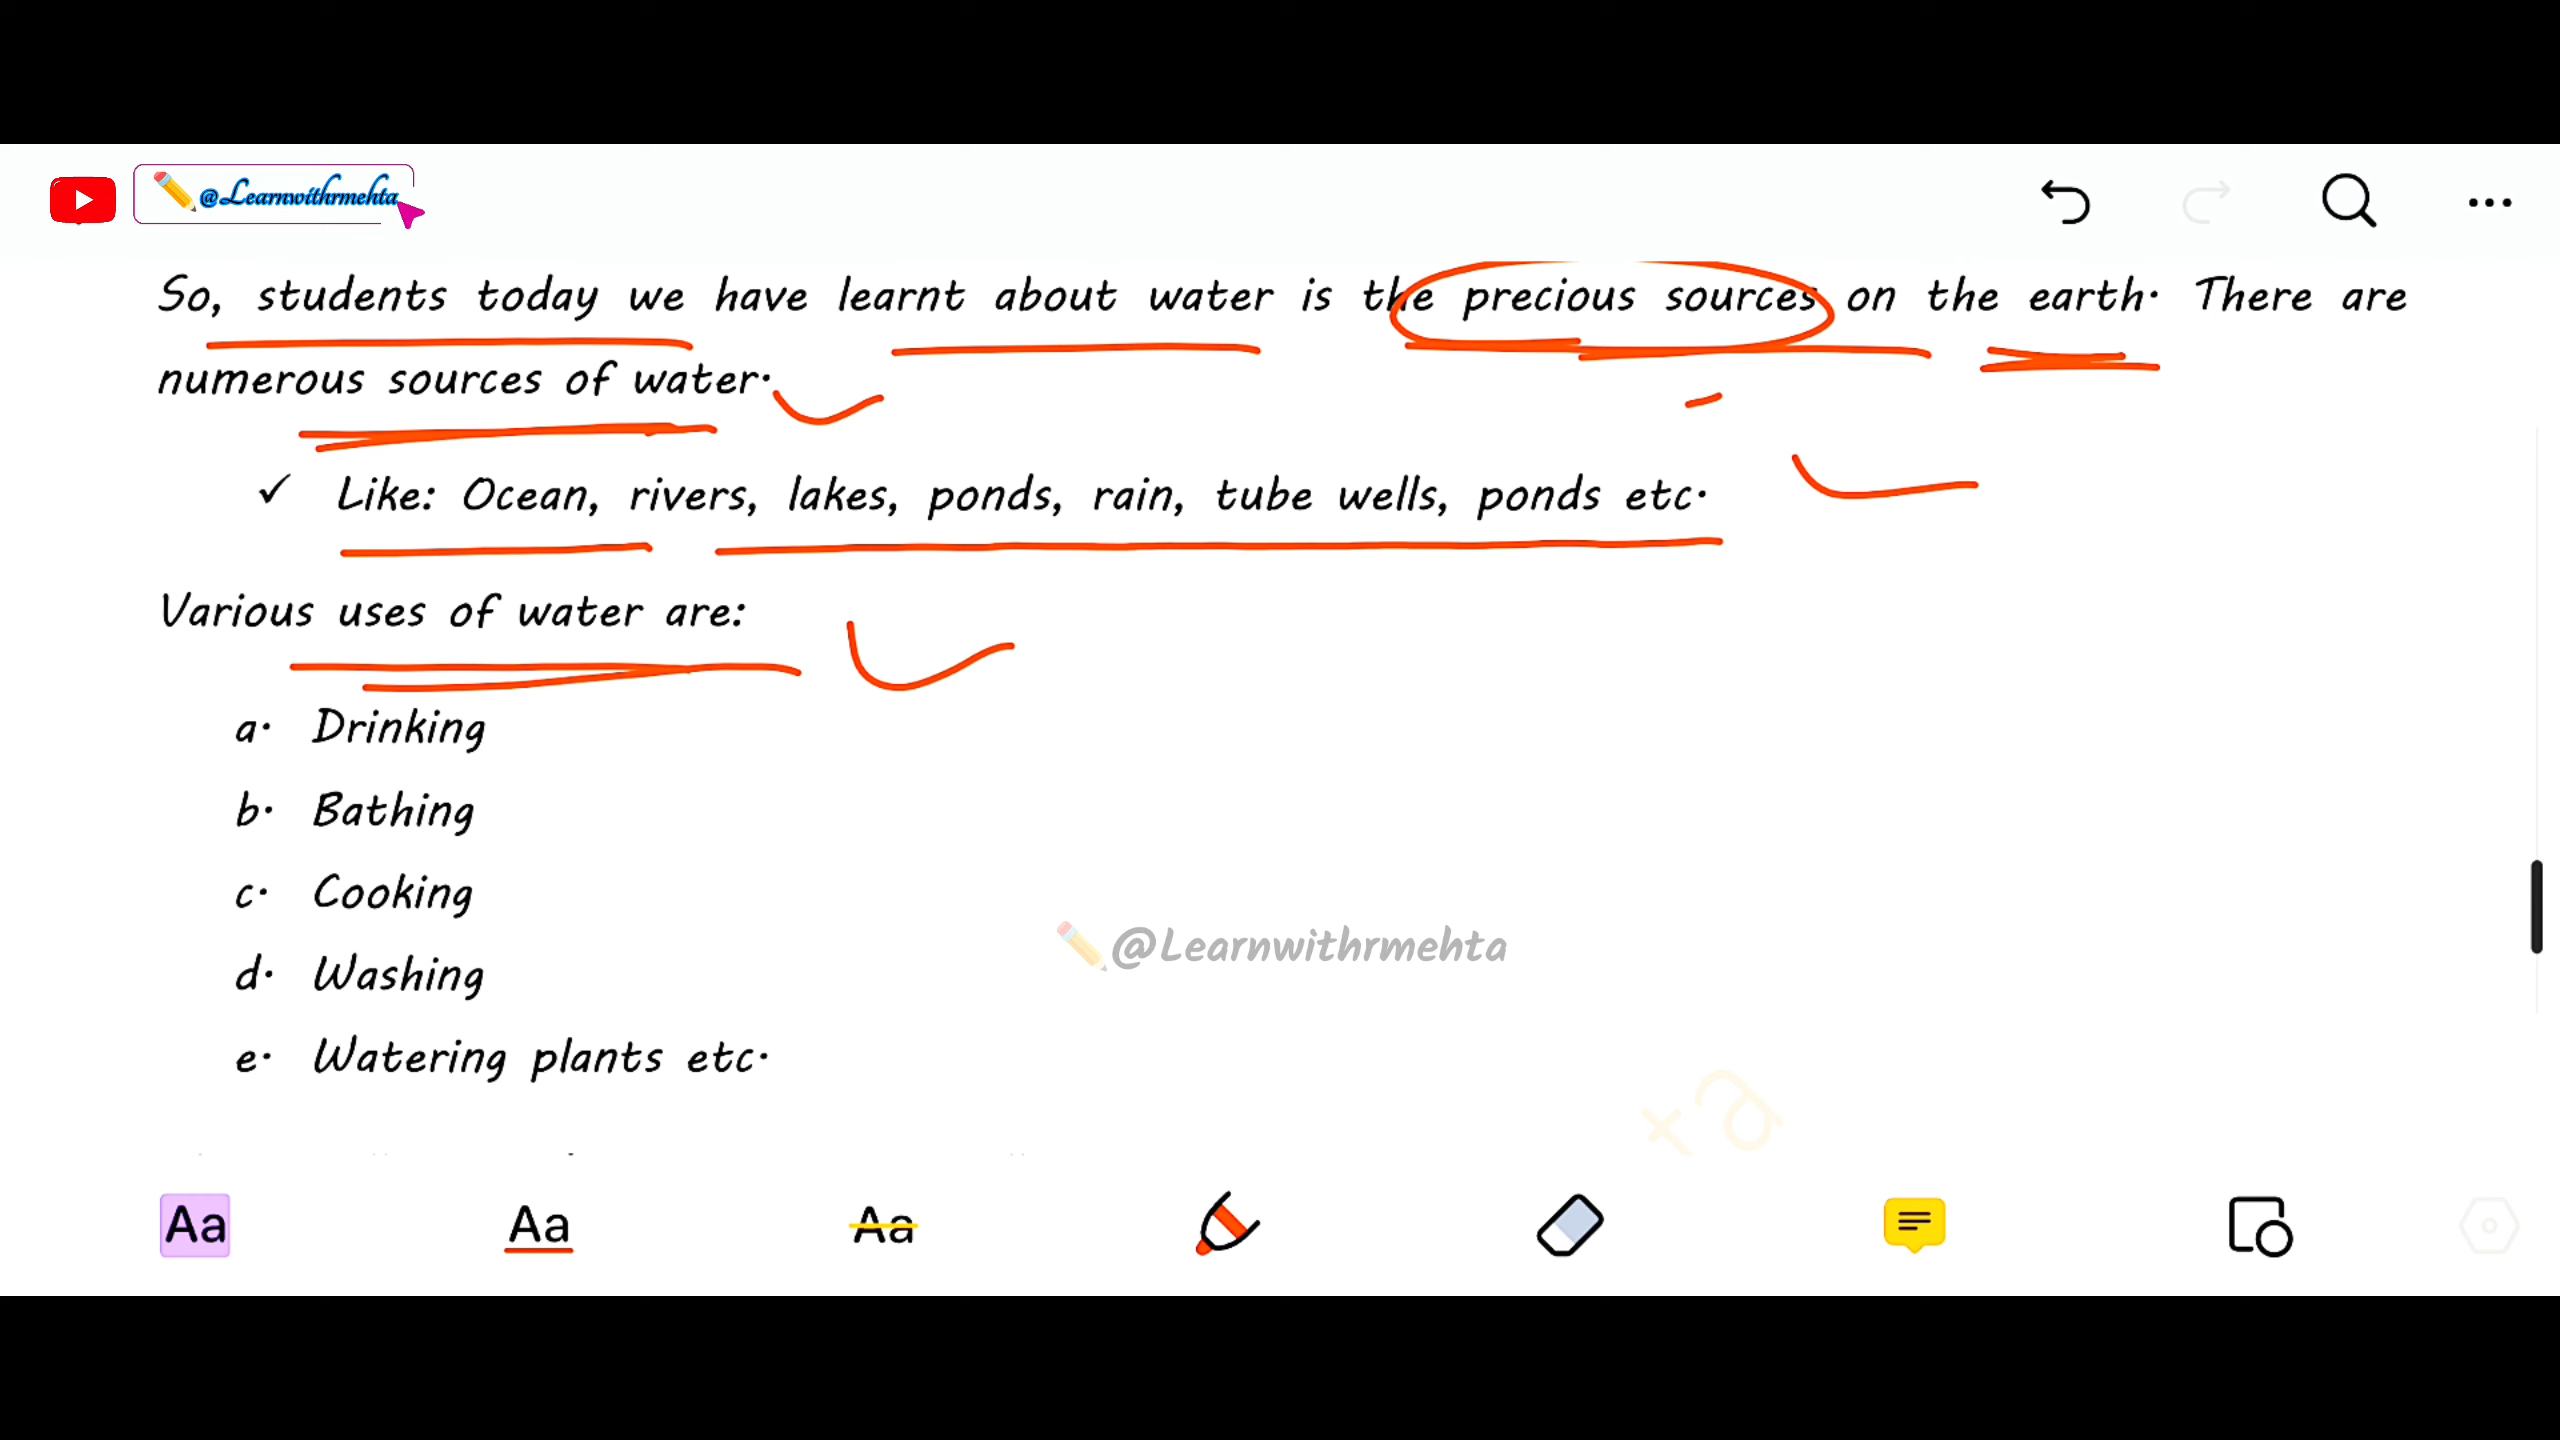 @Learnwithrmehta
So, students today we have learnt about water is the precious sources on the earth. There are
numerous sources of water.
✓ Like: Ocean, rivers, lakes, ponds, rain, tube wells, ponds etc.
Various uses of water are:
a. Drinking
b. Bathing
c. Cooking
@Learnwithrmehta
d. Washing
e. Watering plants etc.
ta
Aa Aa Aa